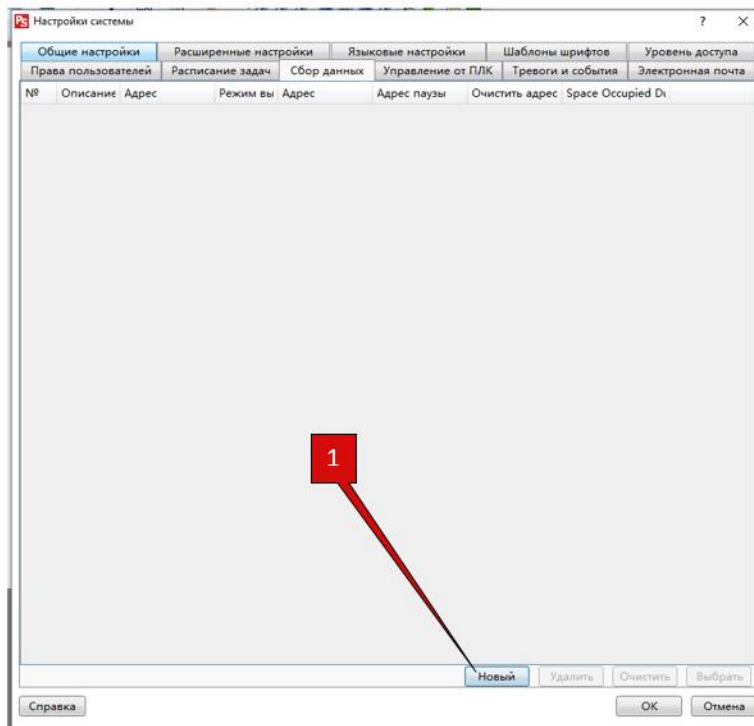 PS Настройки системы ? X
Общие настройки Расширенные настройки Языковые настройки Шаблоны шрифтов Уровень доступа
Права пользователей Расписание задач Сбор данных Управление от ПЛК Тревоги и события Электронная почта
№ Описание Адрес Режим вы Адрес Адрес паузы Очистить адрес Space Occupied Du
1
Новый Удалить Очистить Выбрать
Справка OK Отмена